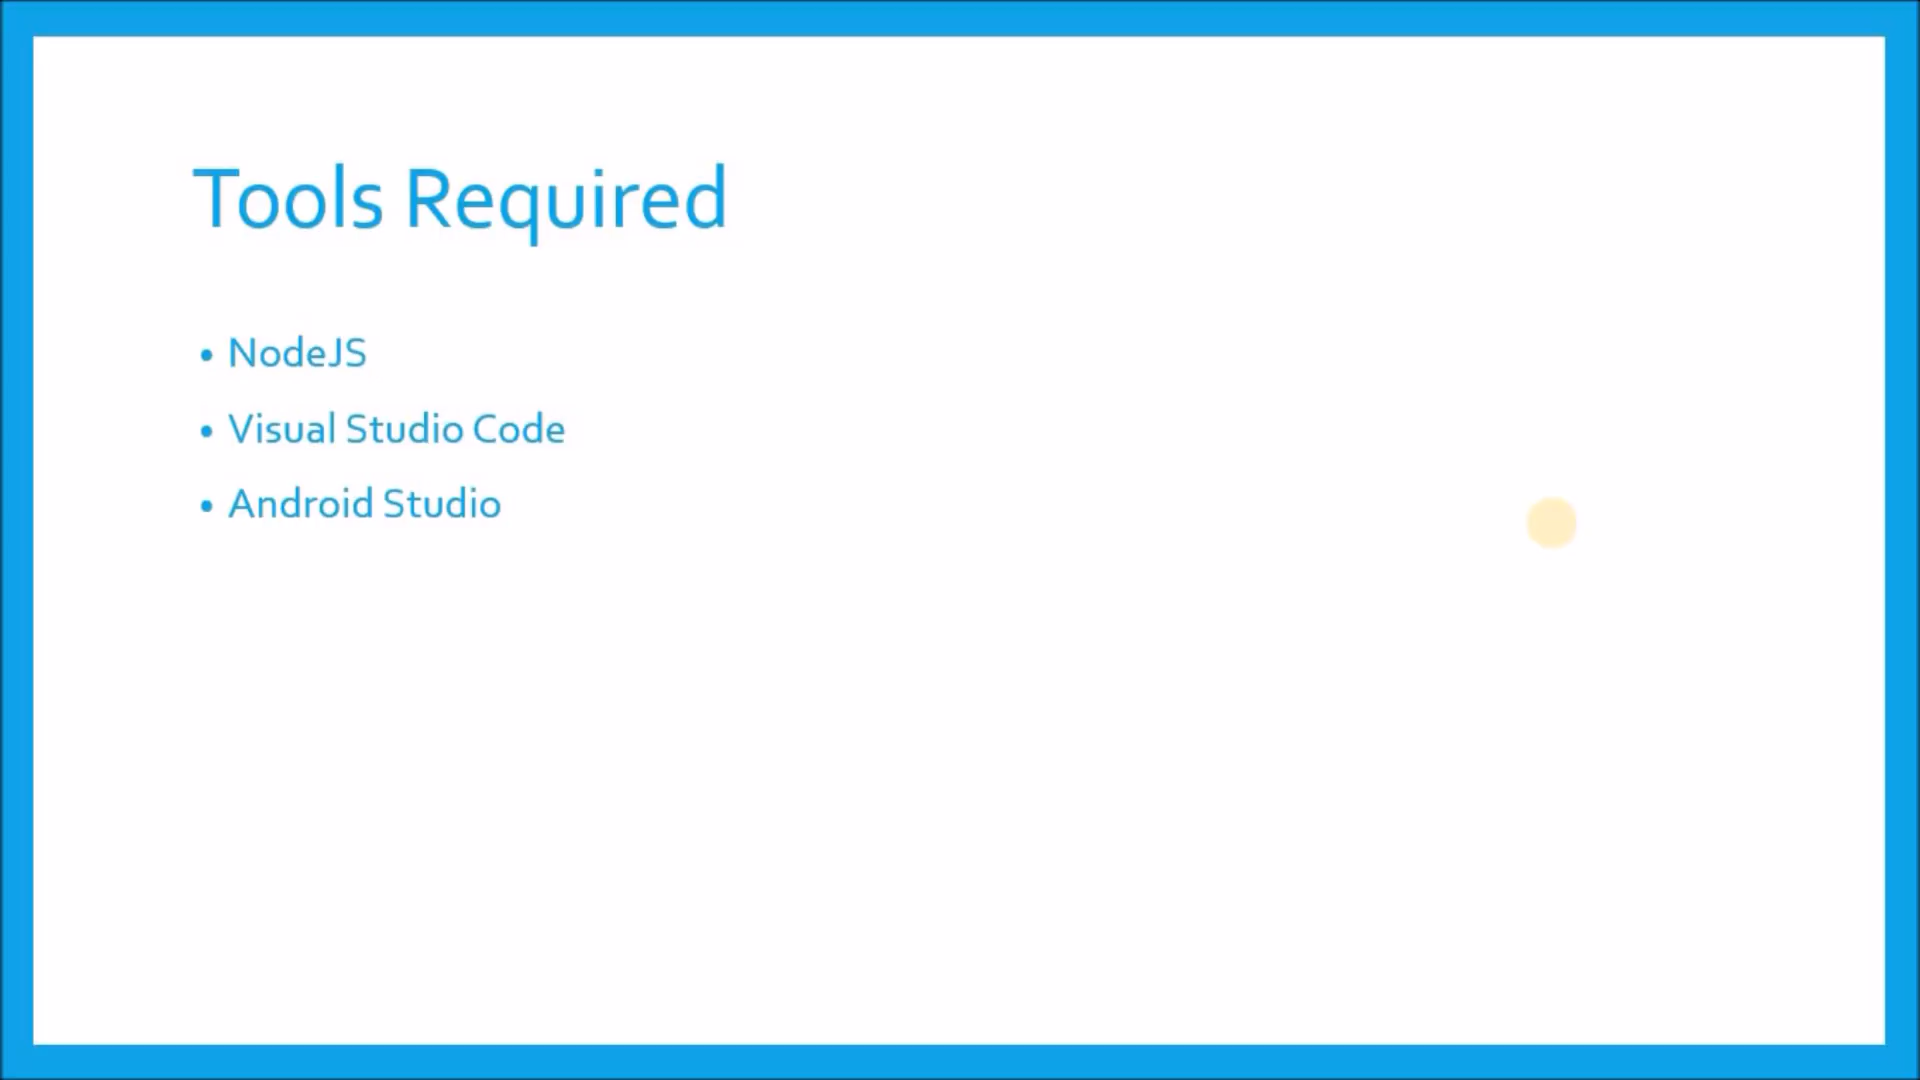 Tools Required
• NodeJS
• Visual Studio Code
• Android Studio